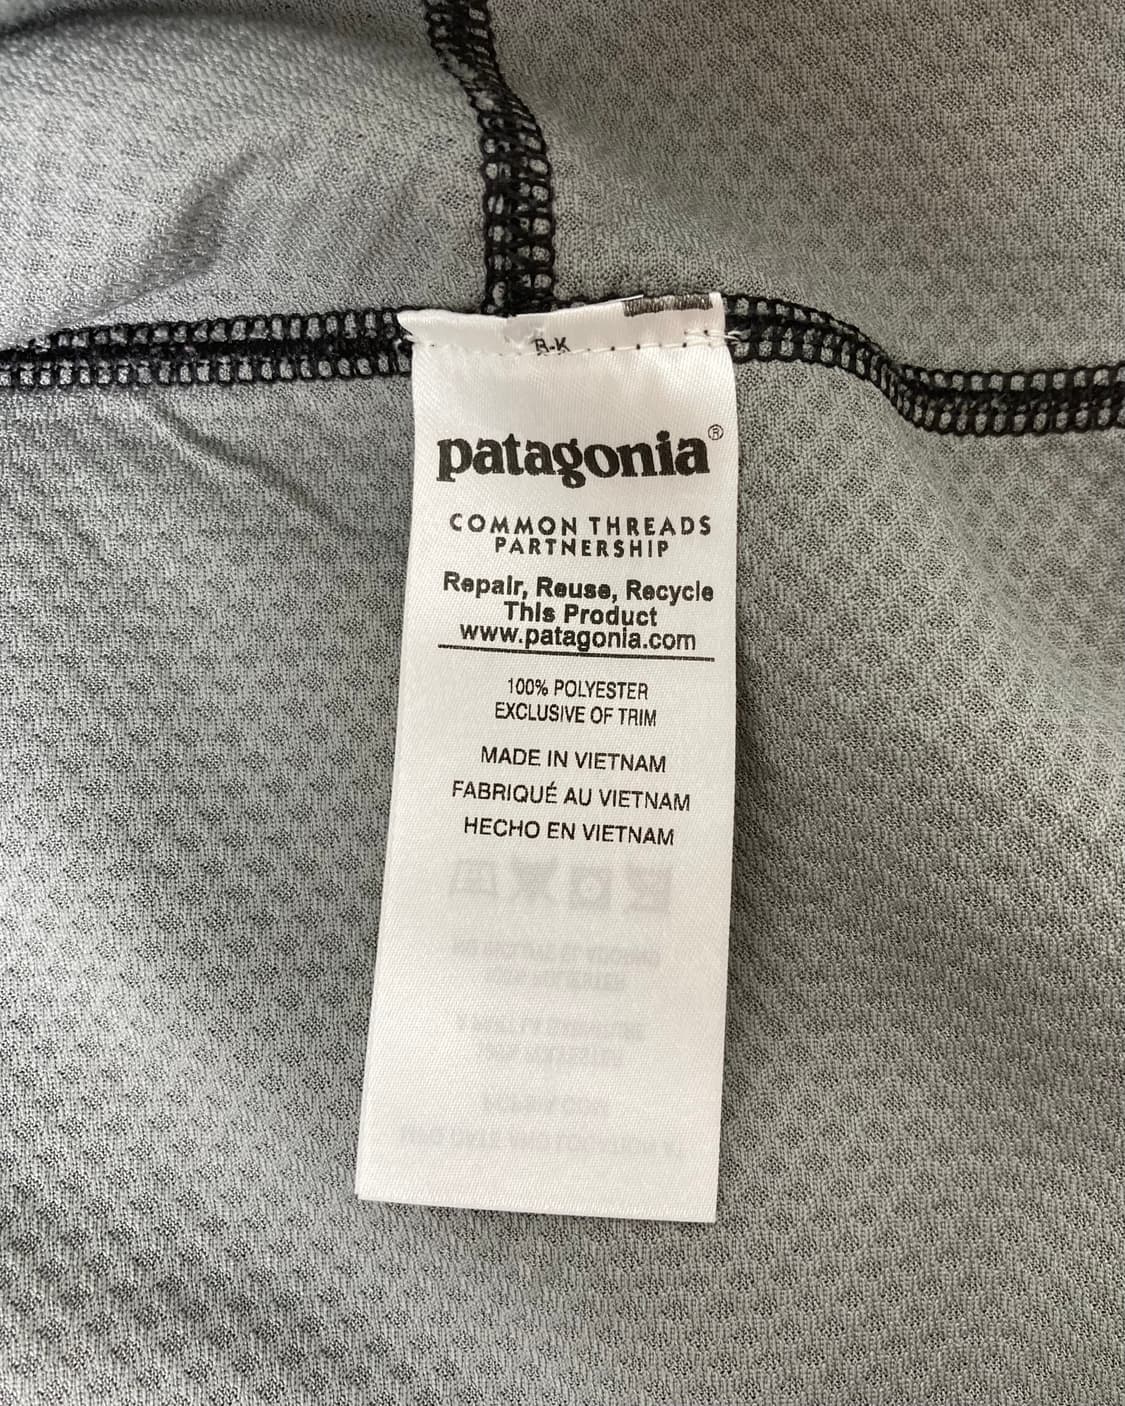 B-K
patagonia®
COMMON THREADS
PARTNERSHIP
Repair, Reuse, Recycle
This Product
www.patagonia.com
100% POLYESTER
EXCLUSIVE OF TRIM
MADE IN VIETNAM
FABRIQUÉ AU VIETNAM
HECHO EN VIETNAM